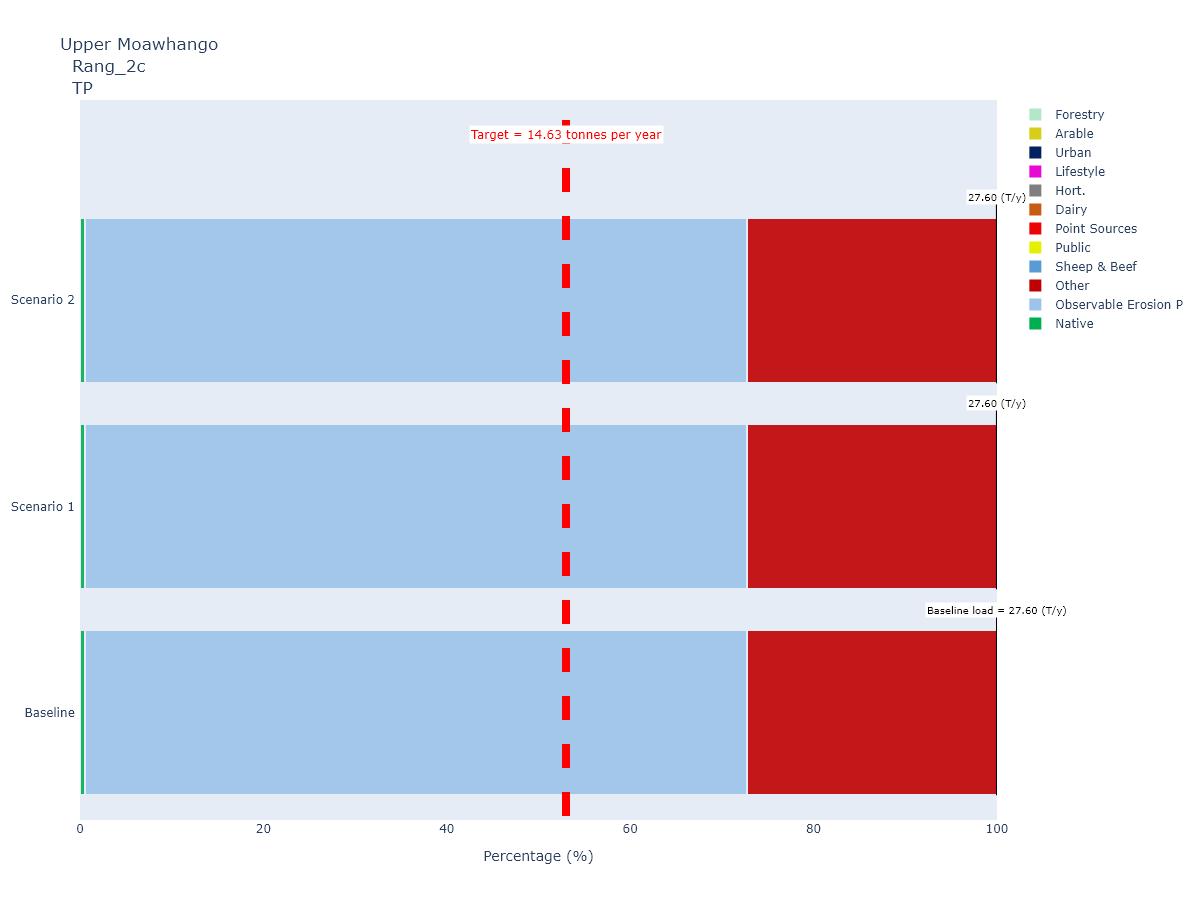 Upper Moawhango
Rang_2c
TP
Target = 14.63 tonnes per year
Forestry
Arable
Urban
Lifestyle
Hort.
Dairy
Point Sources
Public
Sheep & Beef
Other
Observable Erosion P
Native
27.60 (T/y)
Scenario 2
27.60 (T/y)
Scenario 1
Baseline load = 27.60 (T/y)
Baseline
0 20 40 60 80 100
Percentage (%)